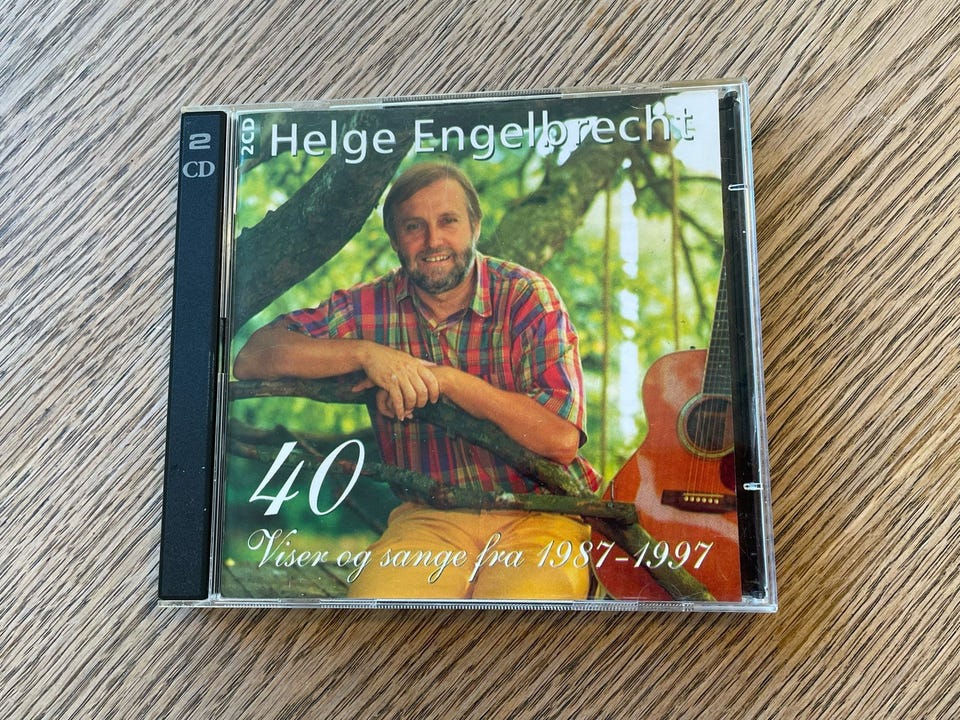 2
CD
2CD
Helge Engelbrecht
40
Viser og sange fra 1987-1997